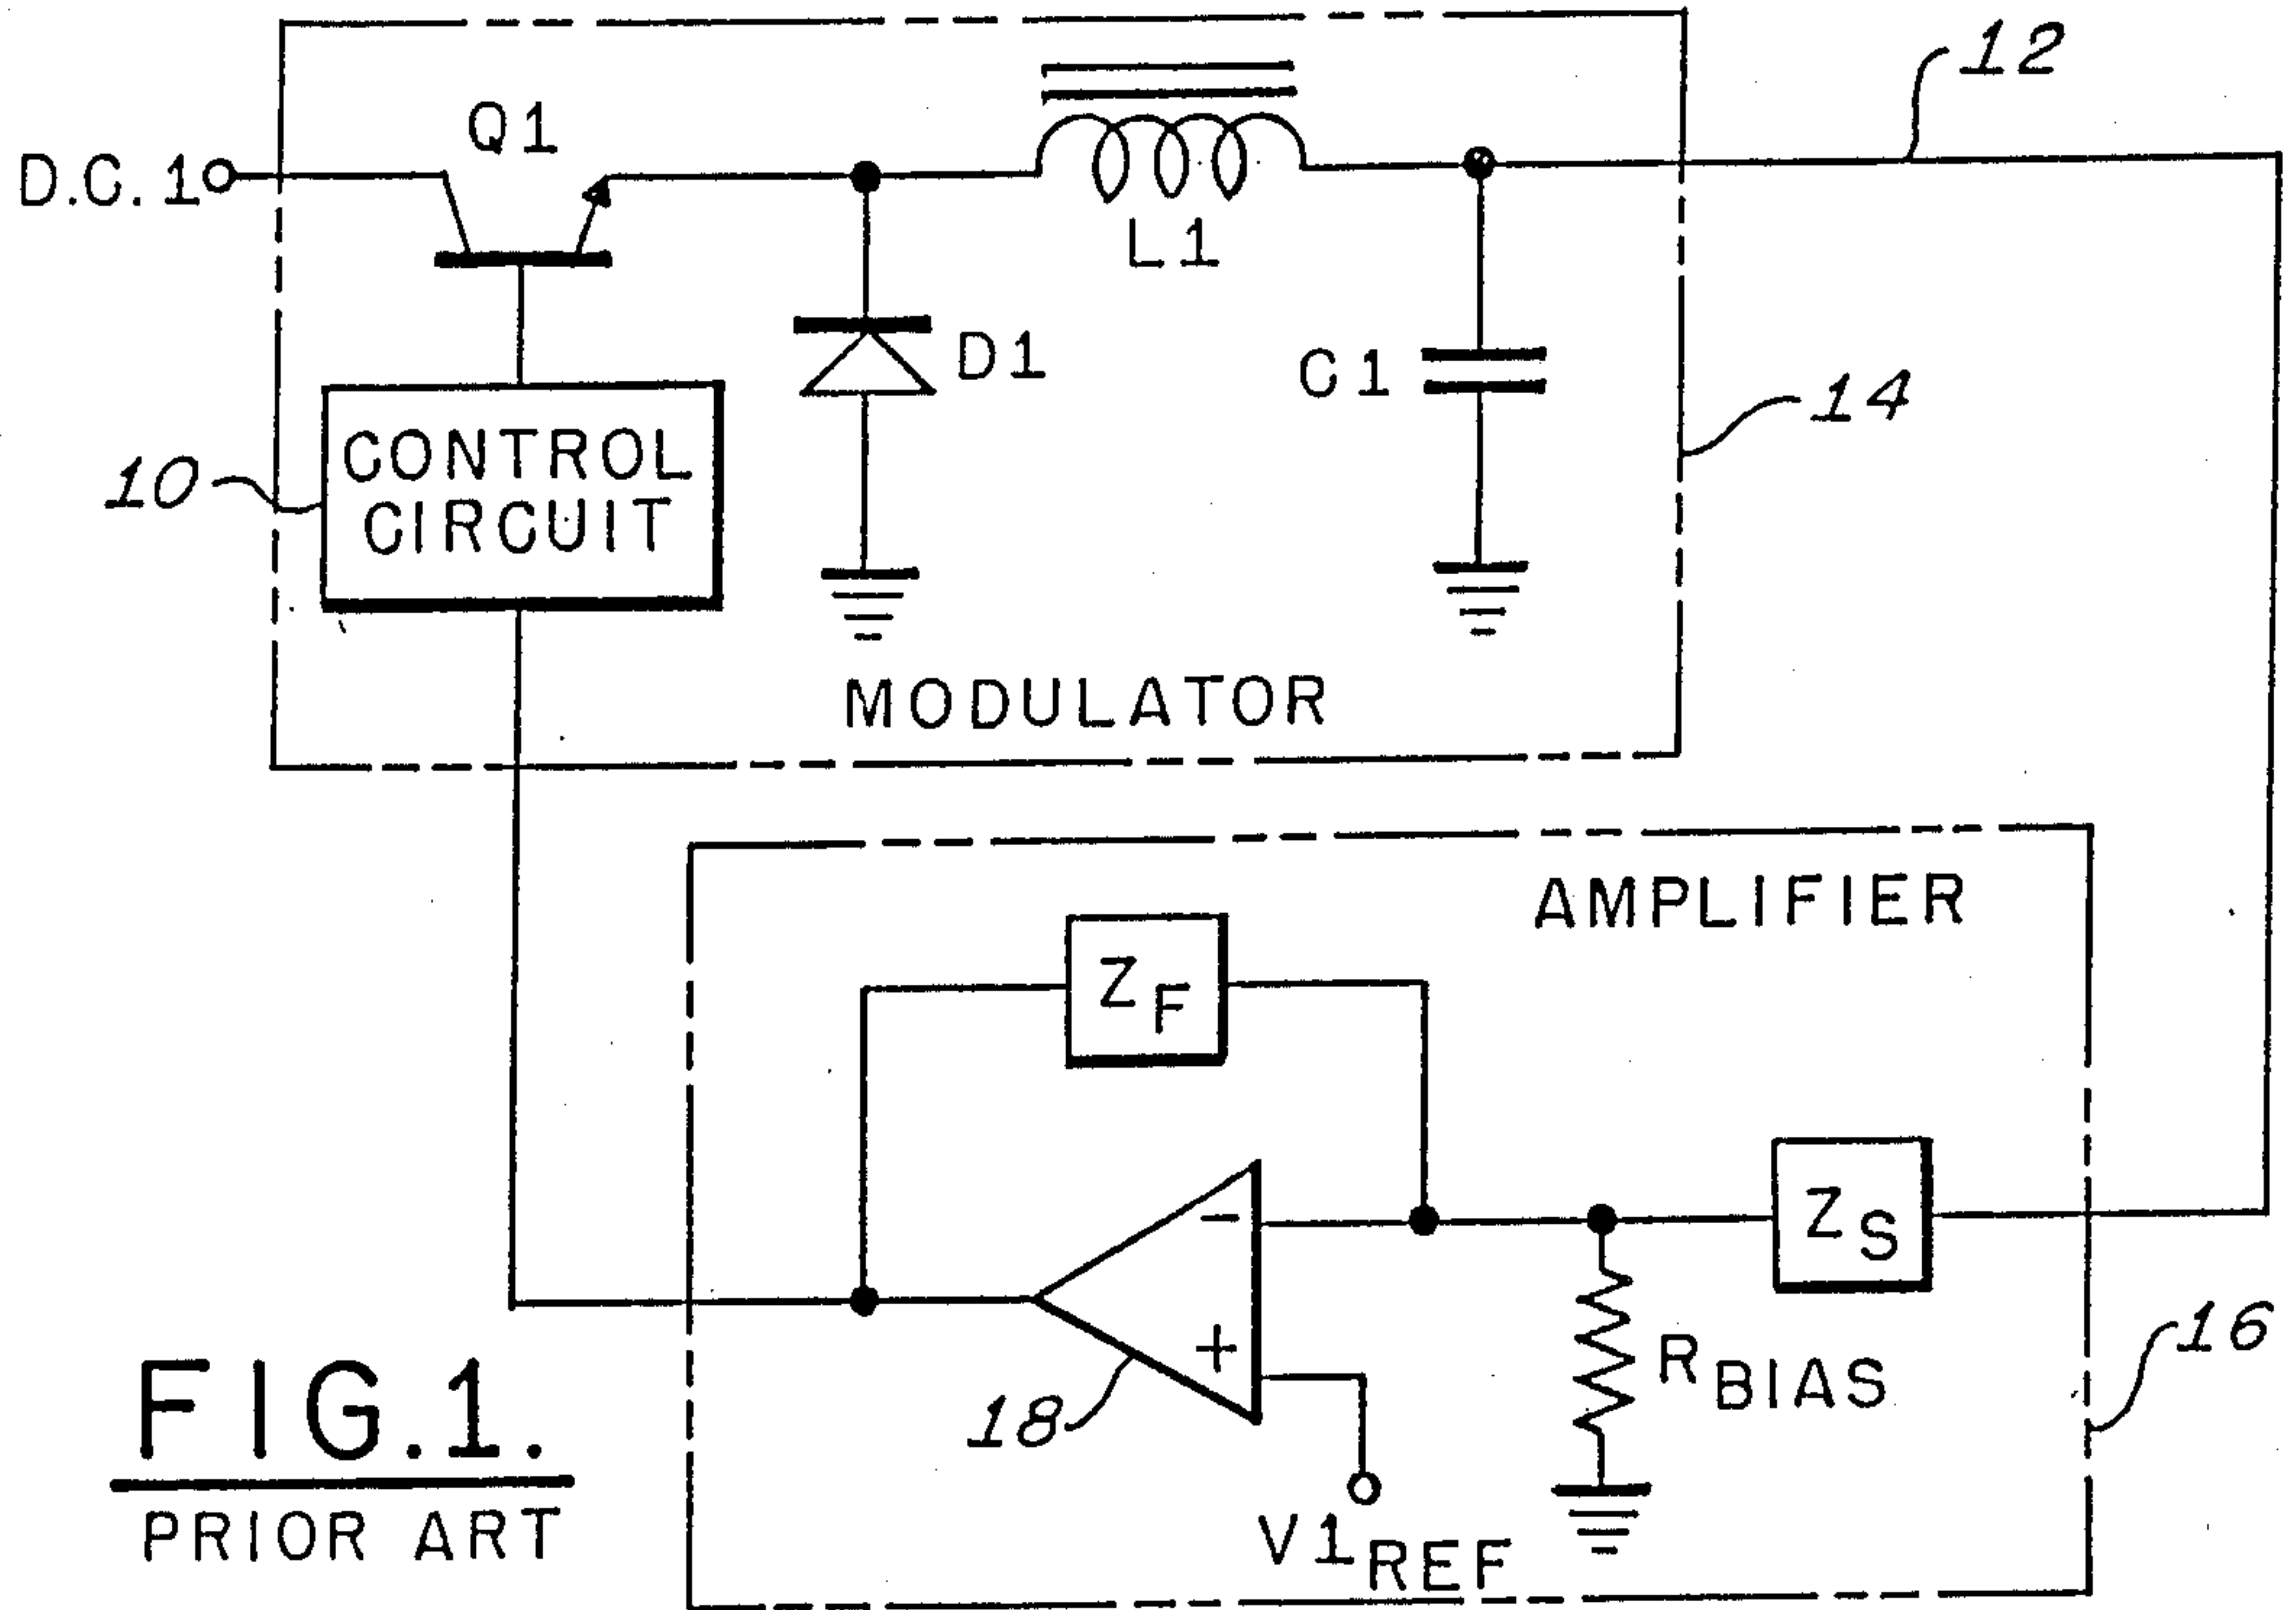 12
Q1
D.C. 1
L1
D1
C1
14
10
CONTROL
CIRCUIT
MODULATOR
AMPLIFIER
ZF
ZS
-
+
18
RBIAS
16
V1REF
FIG.1.
PRIOR ART